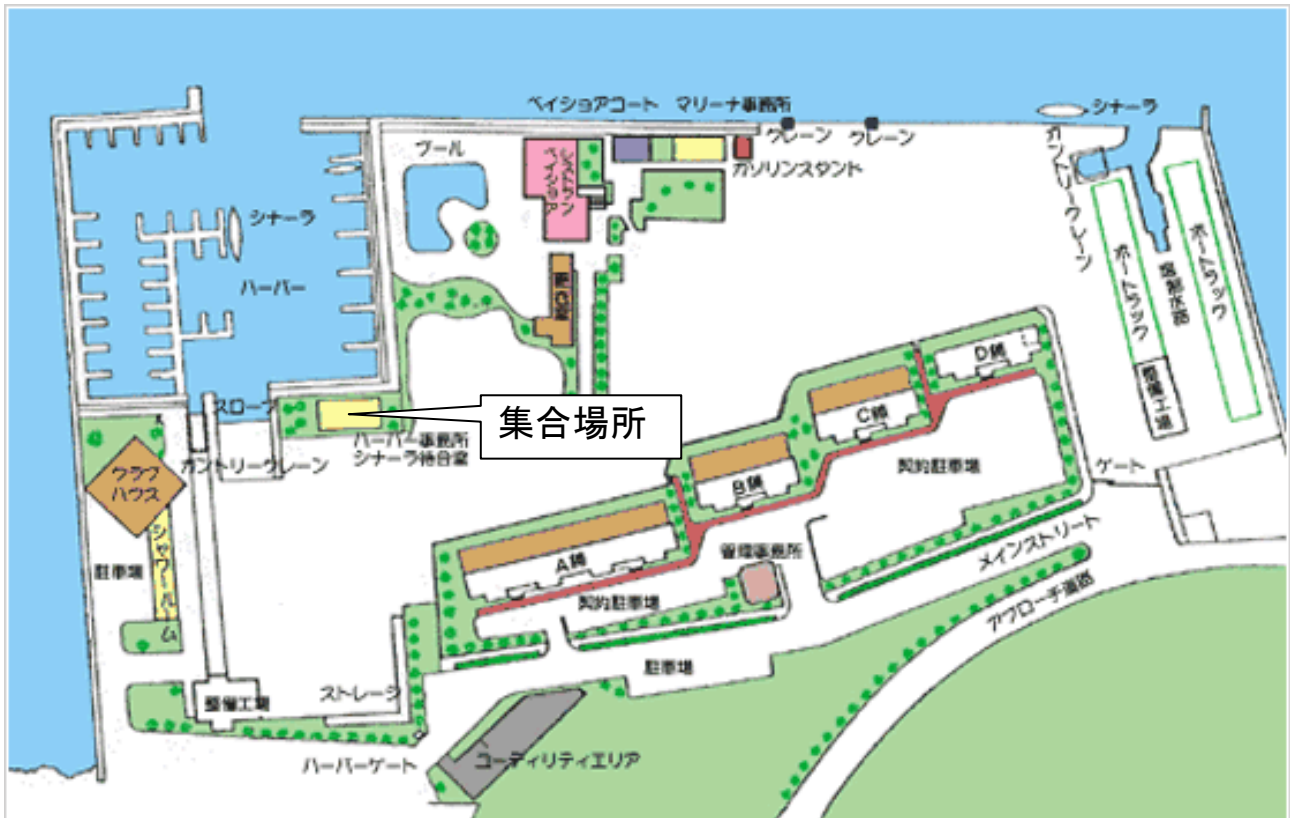 ベイショアコート マリーナ事務所
シナーラ
クレーン
クレーン
プール
レストラン
ベイショア
ガソリンスタンド
ガントリークレーン
シナーラ
ボートラック
ボートラック
ハーバー
D棟
整備工場
C棟
スロープ
集合場所
ハーバー事務所
シナーラ待合室
ガントリークレーン
クラブ
ハウス
契約駐車場
ゲート
B棟
シャワールーム
メインストリート
管理事務所
A棟
駐車場
契約駐車場
アプローチ道路
駐車場
ストレージ
整備工場
ハーバーゲート
ユーティリティエリア